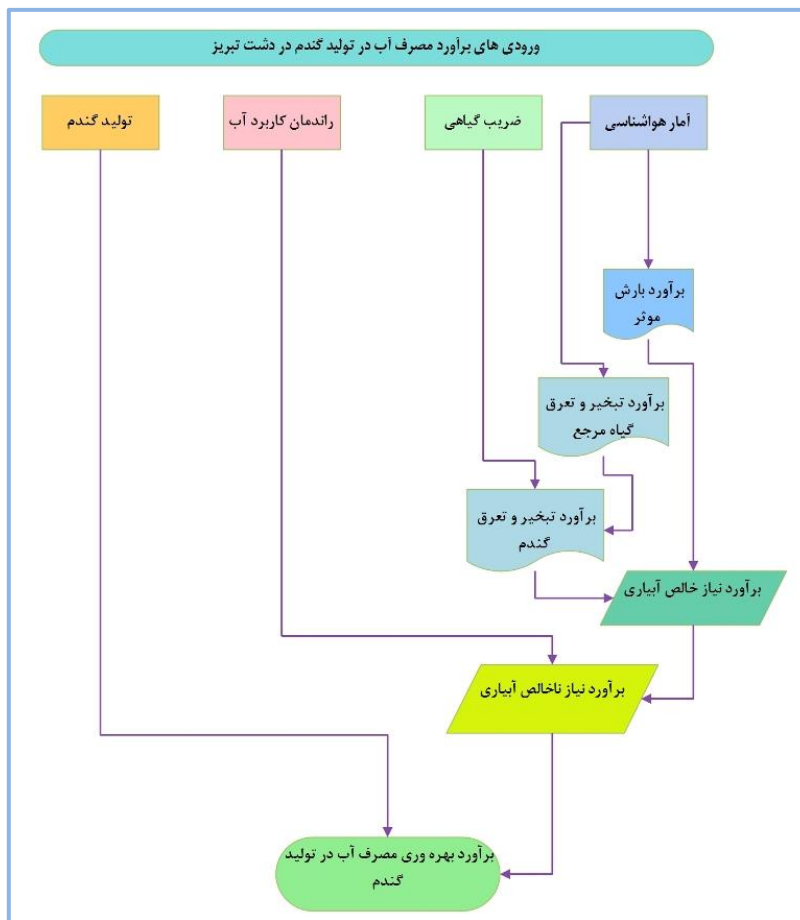 ورودی های برآورد مصرف آب در تولید گندم در دشت تبریز
آمار هواشناسی
ضریب گیاهی
راندمان کاربرد آب
تولید گندم
برآورد بارش
موثر
برآورد تبخیر و تعرق
گیاه مرجع
برآورد تبخیر و تعرق
گندم
برآورد نیاز خالص آبیاری
برآورد نیاز ناخالص آبیاری
برآورد بهره وری مصرف آب در تولید
گندم